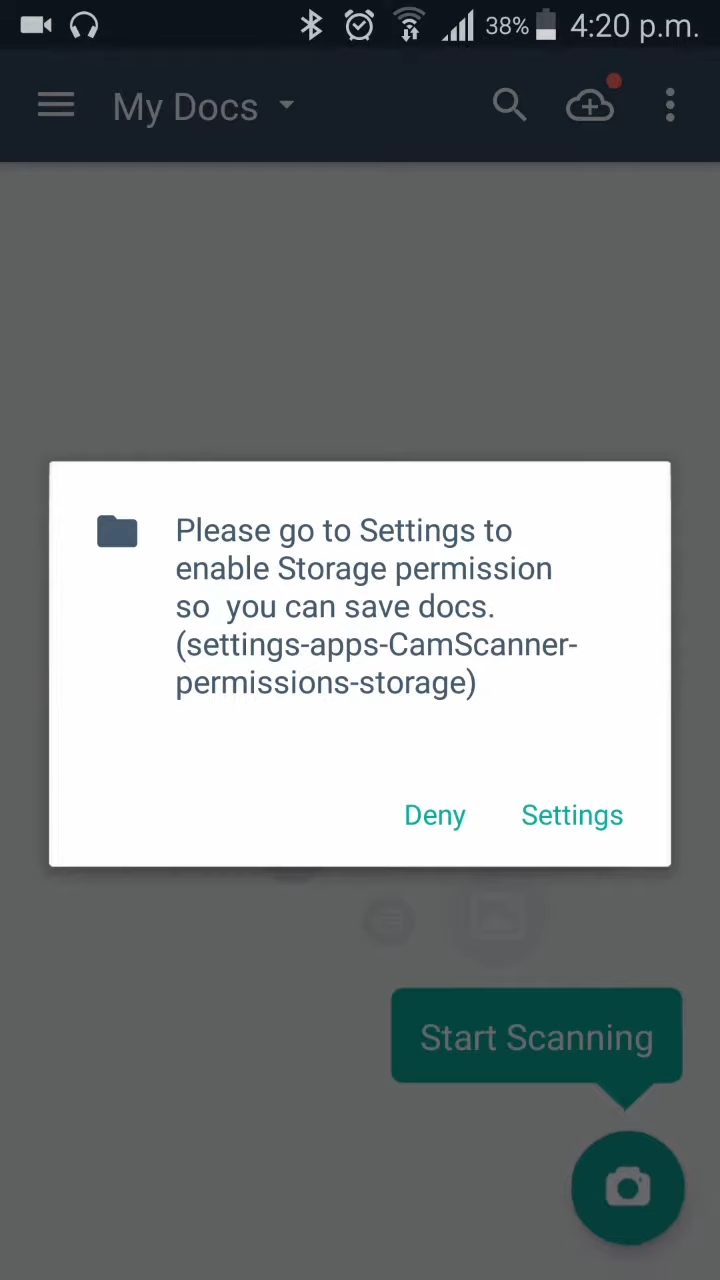 38% 4:20 p.m.
My Docs
Please go to Settings to
enable Storage permission
so  you can save docs.
(settings-apps-CamScanner-
permissions-storage)
Deny Settings
Start Scanning